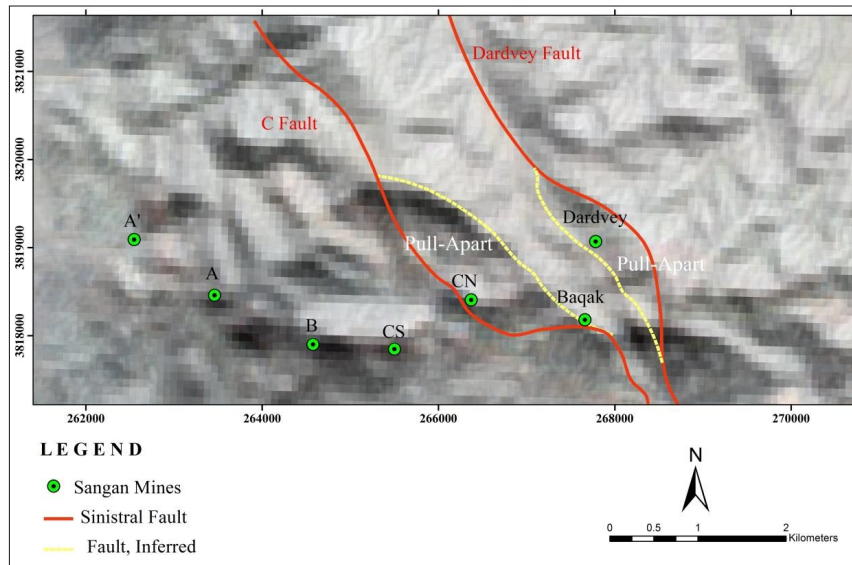 3821000
3820000
3819000
3818000
Dardvey Fault
C Fault
Dardvey
A'
Pull-Apart
Pull-Apart
A
CN
Baqak
B
CS
262000
264000
266000
268000
270000
LEGEND
Sangan Mines
Sinistral Fault
Fault, Inferred
N
0 0.5 1 2
Kilometers